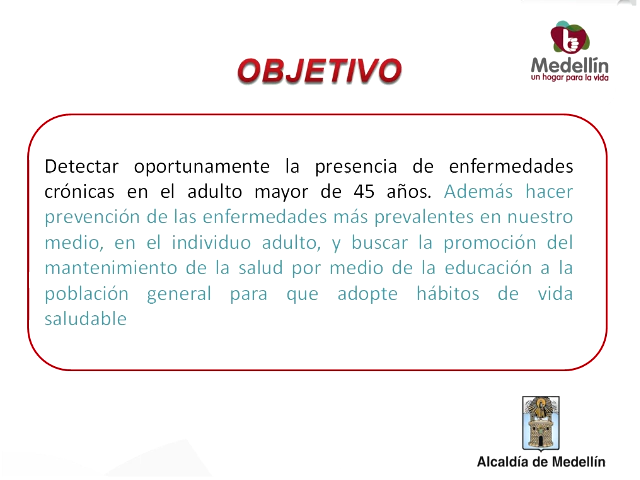 OBJETIVO
Medellín
un hogar para la vida
Detectar oportunamente la presencia de enfermedades
crónicas en el adulto mayor de 45 años. Además hacer
prevención de las enfermedades más prevalentes en nuestro
medio, en el individuo adulto, y buscar la promoción del
mantenimiento de la salud por medio de la educación a la
población general para que adopte hábitos de vida
saludable
Alcaldía de Medellín